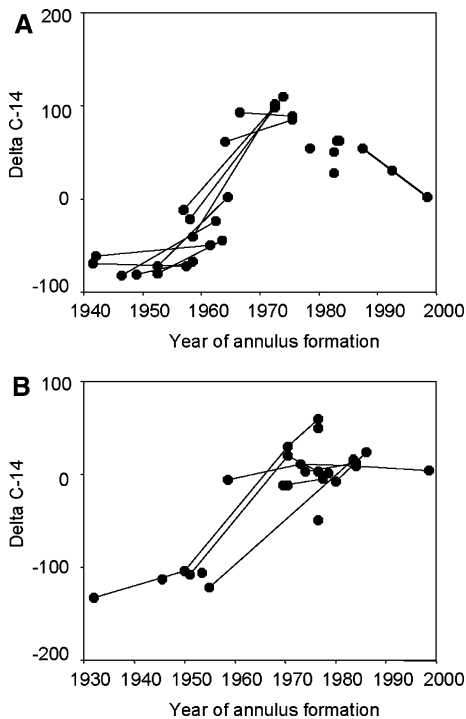 A
200
100
0
-100
Delta C-14
1940 1950 1960 1970 1980 1990 2000
Year of annulus formation
B
100
0
-100
-200
Delta C-14
1930 1940 1950 1960 1970 1980 1990 2000
Year of annulus formation